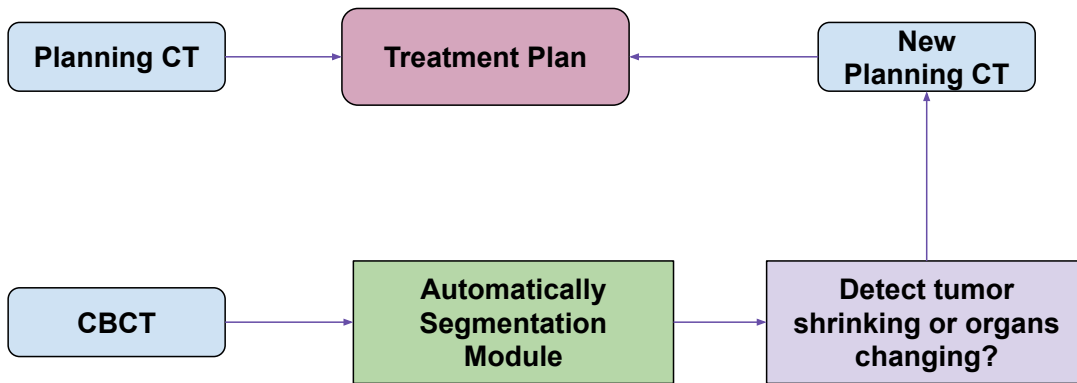 Planning CT
Treatment Plan
New
Planning CT
CBCT
Automatically
Segmentation
Module
Detect tumor
shrinking or organs
changing?